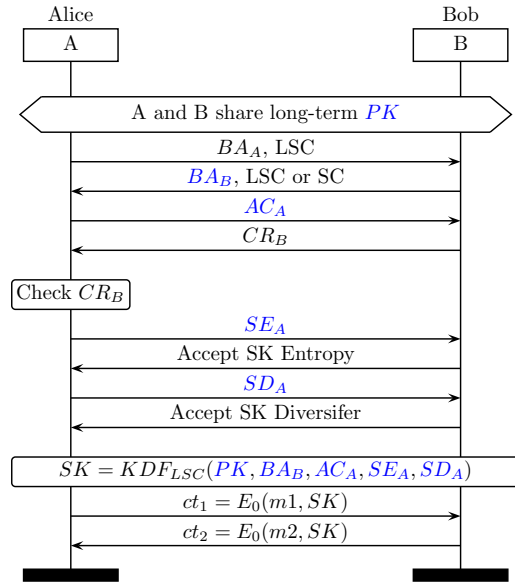 Alice Bob
A B
A and B share long-term PK
BA_A, LSC
BA_B, LSC or SC
AC_A
CR_B
Check CR_B
SE_A
Accept SK Entropy
SD_A
Accept SK Diversifer
SK = KDF_{LSC}(PK, BA_B, AC_A, SE_A, SD_A)
ct_1 = E_0(m1, SK)
ct_2 = E_0(m2, SK)